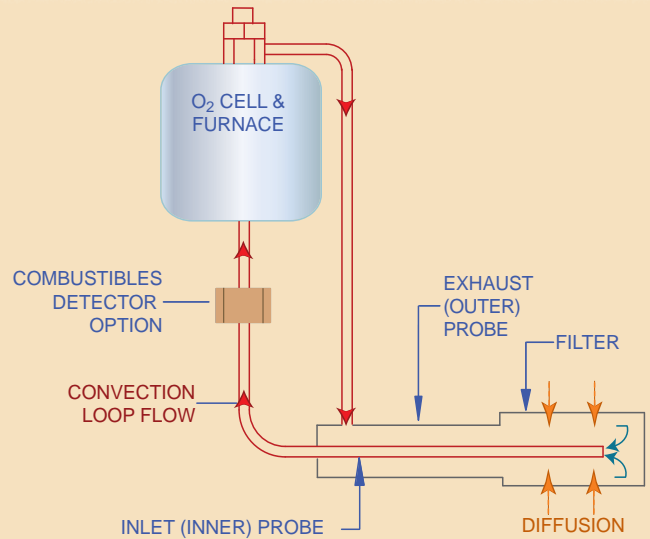 O₂ CELL &
FURNACE
COMBUSTIBLES
DETECTOR
OPTION
EXHAUST
(OUTER)
PROBE
FILTER
CONVECTION
LOOP FLOW
INLET (INNER) PROBE
DIFFUSION